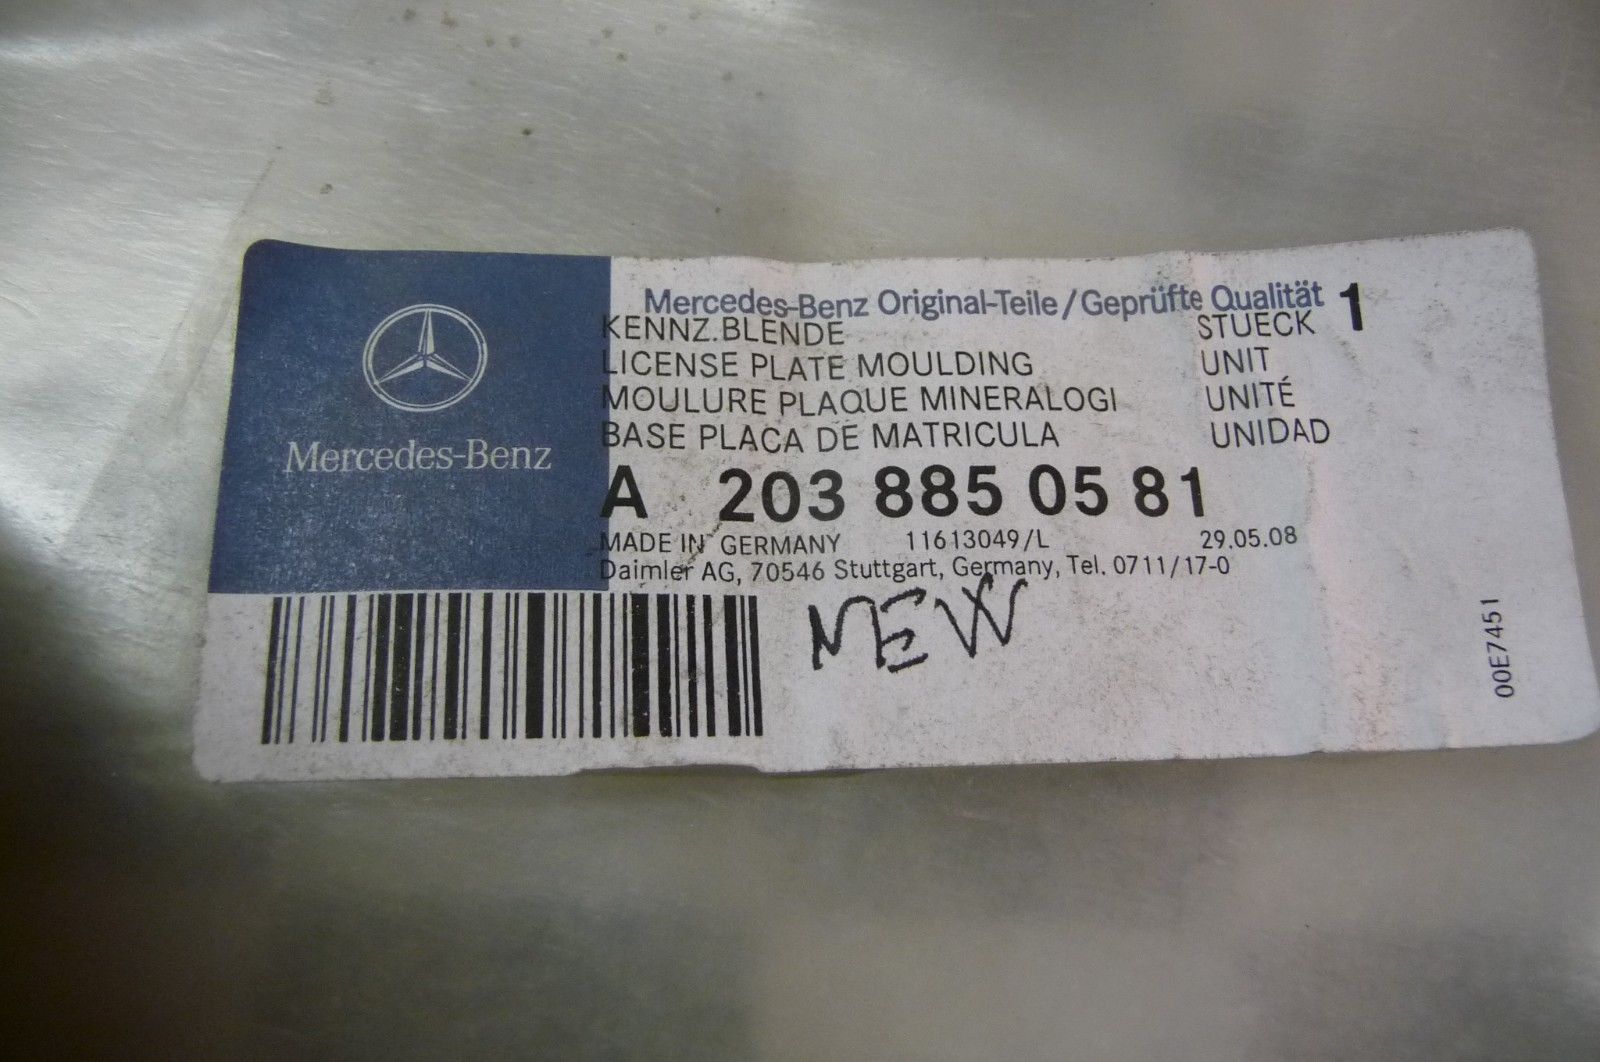 Mercedes-Benz
Mercedes-Benz Original-Teile/Geprüfte Qualität
KENNZ.BLENDE STUECK 1
LICENSE PLATE MOULDING UNIT
MOULURE PLAQUE MINERALOGI UNITÉ
BASE PLACA DE MATRICULA UNIDAD
A 203 885 05 81
MADE IN GERMANY 11613049/L 29.05.08
Daimler AG, 70546 Stuttgart, Germany, Tel. 0711/17-0
NEW
00E7451